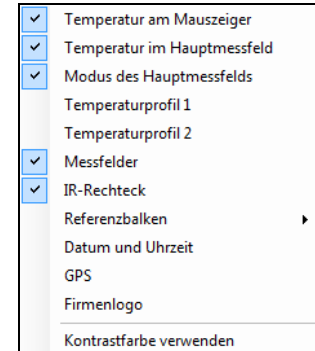 Temperatur am Mauszeiger
Temperatur im Hauptmessfeld
Modus des Hauptmessfelds
Temperaturprofil 1
Temperaturprofil 2
Messfelder
IR-Rechteck
Referenzbalken
Datum und Uhrzeit
GPS
Firmenlogo
Kontrastfarbe verwenden